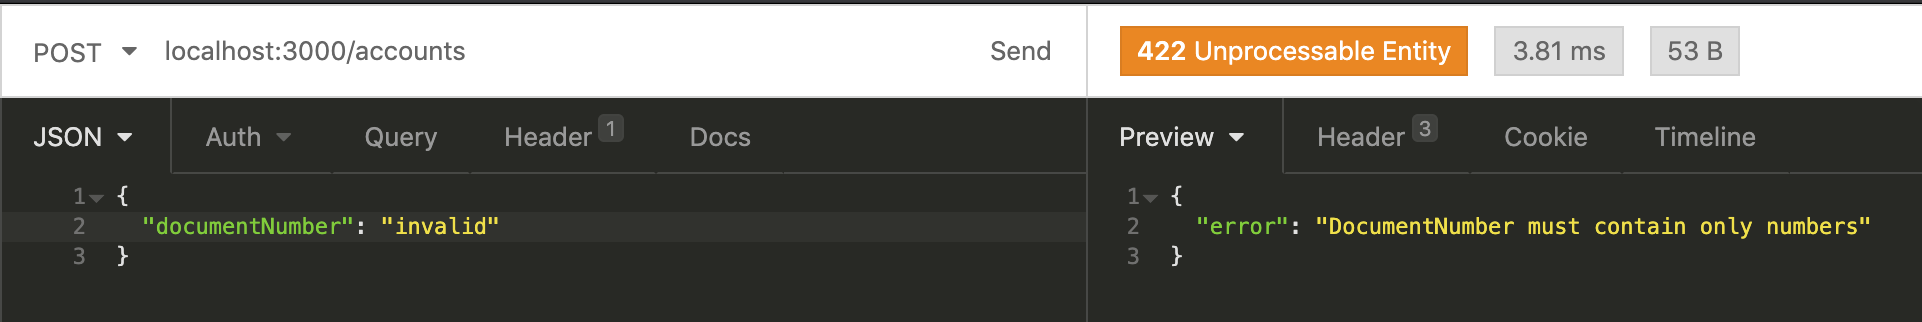 POST localhost:3000/accounts Send
422 Unprocessable Entity 3.81 ms 53 B
JSON Auth Query Header 1 Docs
1 {
2 "documentNumber": "invalid"
3 }
Preview Header 3 Cookie Timeline
1 {
2 "error": "DocumentNumber must contain only numbers"
3 }